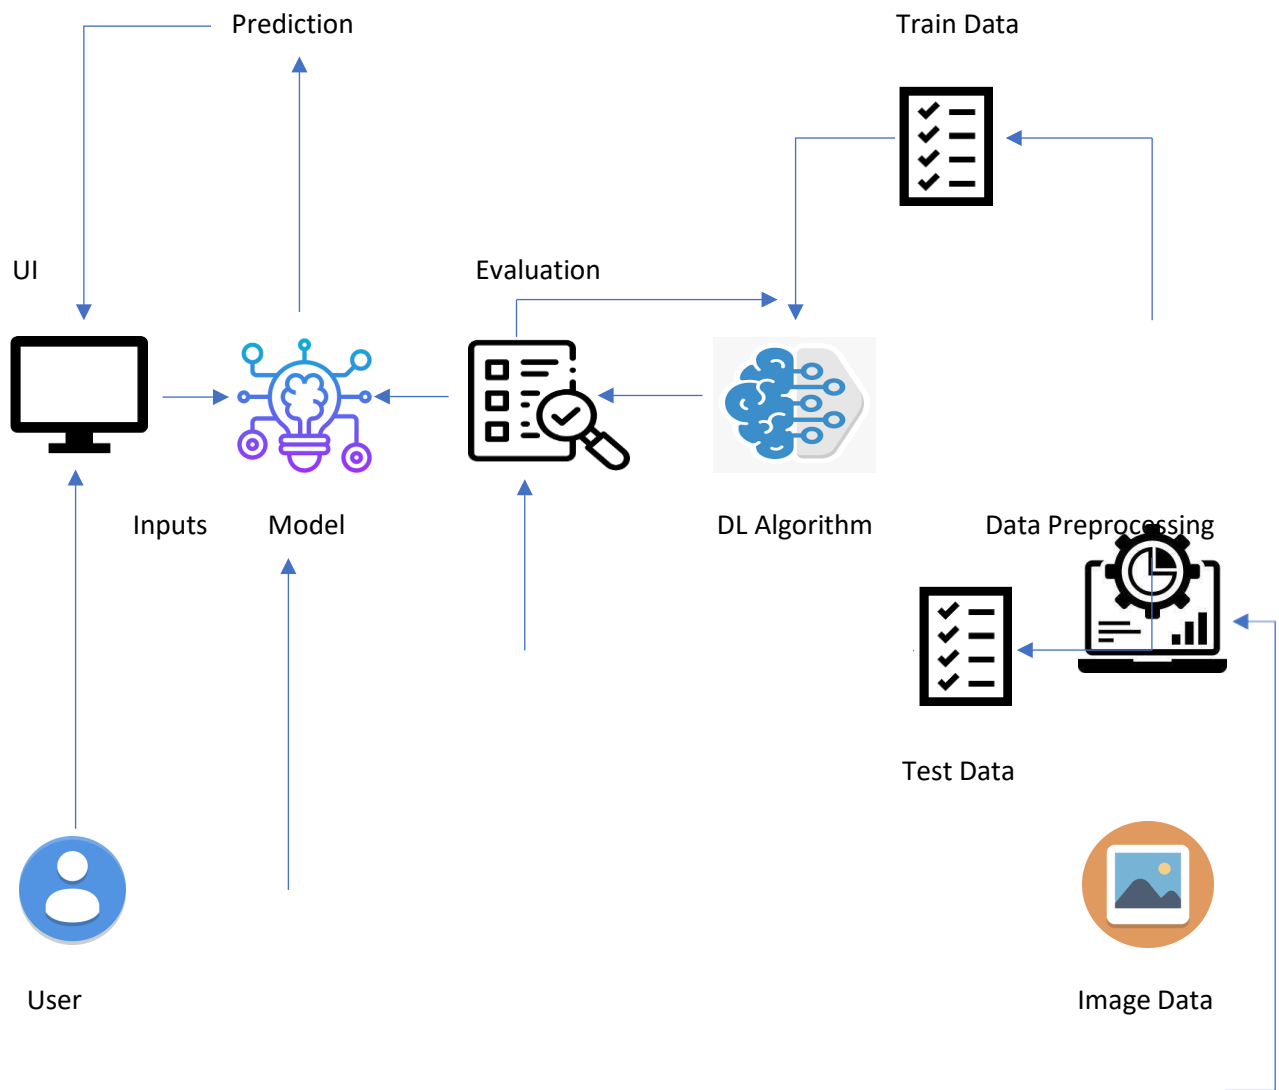 Prediction
Train Data
UI
Evaluation
Inputs
Model
DL Algorithm
Data Preprocessing
Test Data
User
Image Data